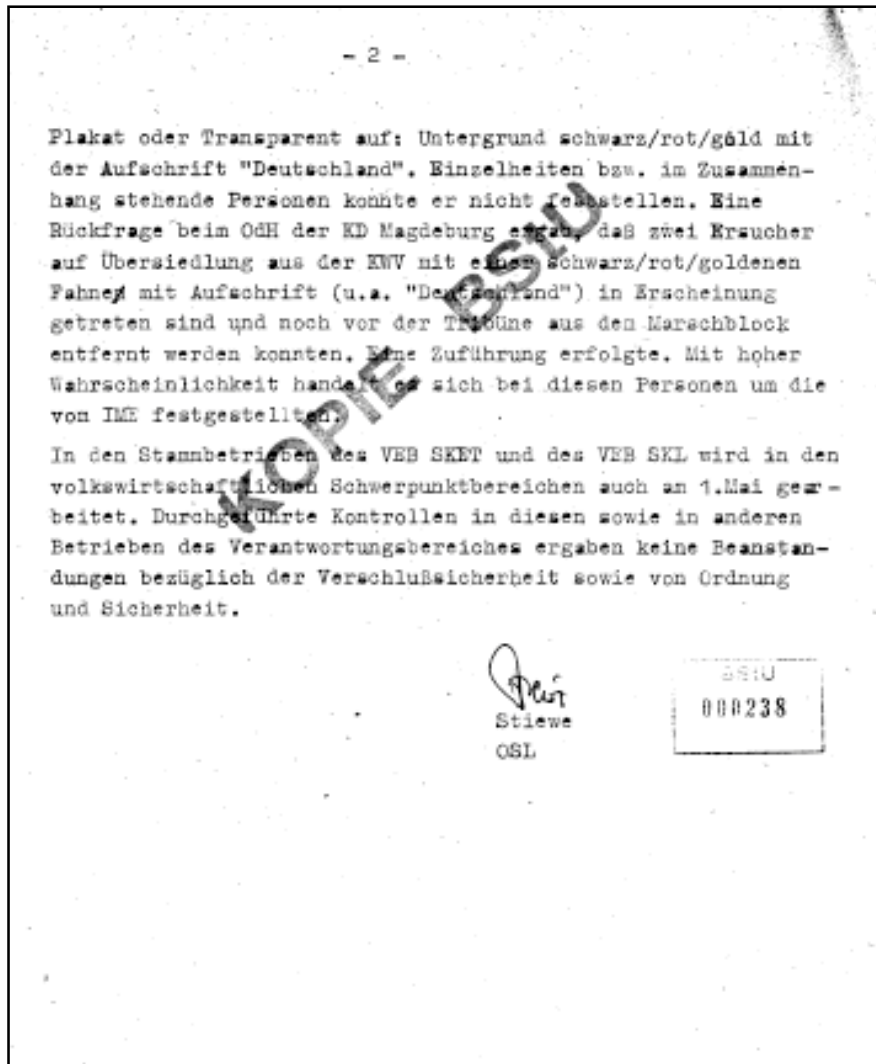 - 2 -
Plakat oder Transparent auf: Untergrund schwarz/rot/gold mit
der Aufschrift "Deutschland". Einzelheiten bzw. im Zusammen-
hang stehende Personen konnte er nicht feststellen. Eine
Rückfrage beim OdH der KD Magdeburg ergab, daß zwei Ersucher
auf Übersiedlung aus der KWV mit einer schwarz/rot/goldenen
Fahne mit Aufschrift (u.a. "Deutschland") in Erscheinung
getreten sind und noch vor der Tribüne aus den Marschblock
entfernt werden konnten. Eine Zuführung erfolgte. Mit hoher
Wahrscheinlichkeit handelt es sich bei diesen Personen um die
von IME festgestellten.
In den Stammbetrieben des VEB SKET und des VEB SKL wird in den
volkswirtschaftlichen Schwerpunktbereichen auch am 1.Mai gear-
beitet. Durchgeführte Kontrollen in diesen sowie in anderen
Betrieben des Verantwortungsbereiches ergaben keine Beanstan-
dungen bezüglich der Verschlußsicherheit sowie von Ordnung
und Sicherheit.
KOPIE BStU
Stiewe
OSL
BStU
000238